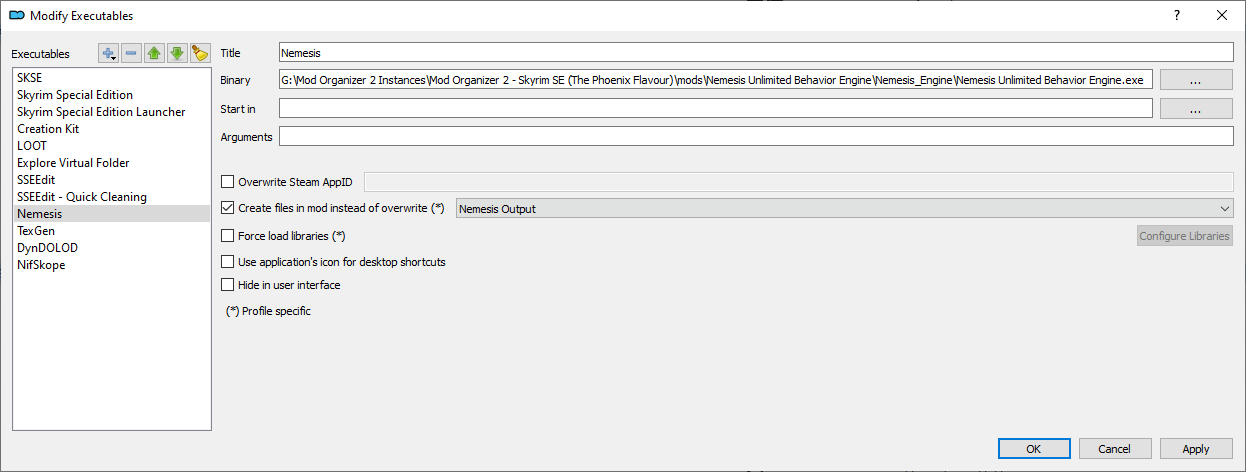 Modify Executables
?
Executables
SKSE
Skyrim Special Edition
Skyrim Special Edition Launcher
Creation Kit
LOOT
Explore Virtual Folder
SSEEdit
SSEEdit - Quick Cleaning
Nemesis
TexGen
DynDOLOD
NifSkope
Title Nemesis
Binary G:\Mod Organizer 2 Instances\Mod Organizer 2 - Skyrim SE (The Phoenix Flavour)\mods\Nemesis Unlimited Behavior Engine\Nemesis_Engine\Nemesis Unlimited Behavior Engine.exe ...
Start in ...
Arguments
Overwrite Steam AppID
Create files in mod instead of overwrite (*) Nemesis Output
Force load libraries (*) Configure Libraries
Use application's icon for desktop shortcuts
Hide in user interface
(*) Profile specific
OK Cancel Apply